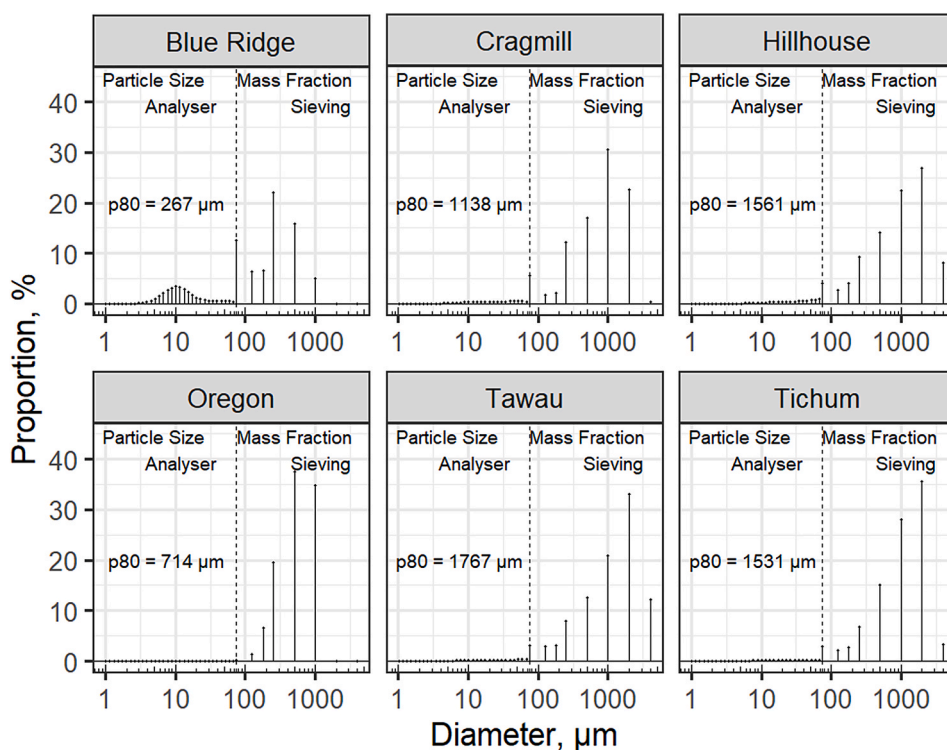 Blue Ridge
Cragmill
Hillhouse
Particle Size Mass Fraction
Analyser Sieving
Particle Size Mass Fraction
Analyser Sieving
Particle Size Mass Fraction
Analyser Sieving
40
30
20
10
0
p80 = 267 µm
p80 = 1138 µm
p80 = 1561 µm
1 10 100 1000
1 10 100 1000
1 10 100 1000
Proportion, %
Oregon
Tawau
Tichum
Particle Size Mass Fraction
Analyser Sieving
Particle Size Mass Fraction
Analyser Sieving
Particle Size Mass Fraction
Analyser Sieving
40
30
20
10
0
p80 = 714 µm
p80 = 1767 µm
p80 = 1531 µm
1 10 100 1000
1 10 100 1000
1 10 100 1000
Diameter, µm